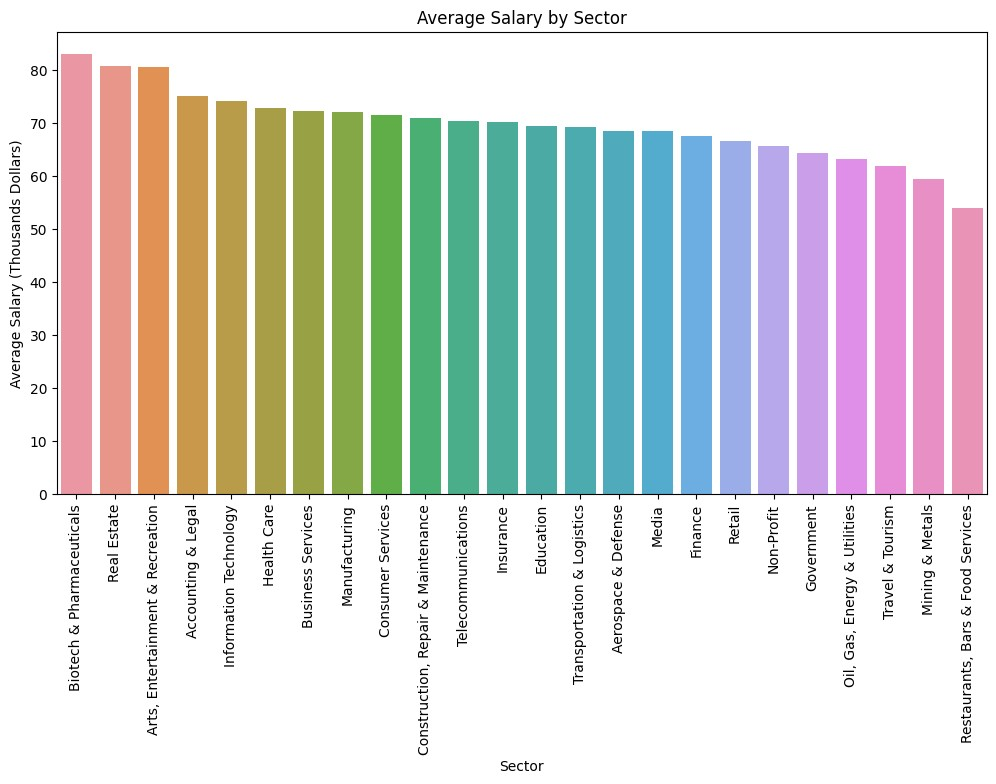 Average Salary by Sector
Average Salary (Thousands Dollars)
80
70
60
50
40
30
20
10
0
Biotech & Pharmaceuticals
Real Estate
Arts, Entertainment & Recreation
Accounting & Legal
Information Technology
Health Care
Business Services
Manufacturing
Consumer Services
Construction, Repair & Maintenance
Telecommunications
Insurance
Education
Transportation & Logistics
Aerospace & Defense
Media
Finance
Retail
Non-Profit
Government
Oil, Gas, Energy & Utilities
Travel & Tourism
Mining & Metals
Restaurants, Bars & Food Services
Sector